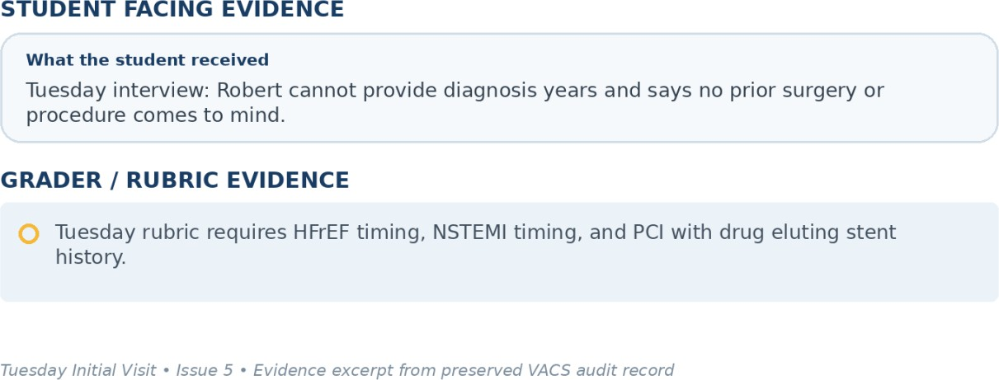 STUDENT FACING EVIDENCE
What the student received
Tuesday interview: Robert cannot provide diagnosis years and says no prior surgery or
procedure comes to mind.
GRADER / RUBRIC EVIDENCE
Tuesday rubric requires HFrEF timing, NSTEMI timing, and PCI with drug eluting stent
history.
Tuesday Initial Visit • Issue 5 • Evidence excerpt from preserved VACS audit record